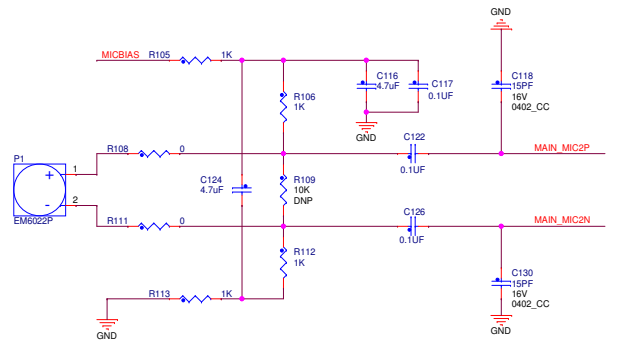 GND
MICBIAS
R105
1K
C116
4.7uF
C117
0.1UF
C118
15PF
16V
0402_CC
R106
1K
GND
R108
0
C122
0.1UF
MAIN_MIC2P
P1
1
+
-
2
EM6022P
C124
4.7uF
R109
10K
DNP
R111
0
C126
0.1UF
MAIN_MIC2N
R112
1K
C130
15PF
16V
0402_CC
R113
1K
GND
GND